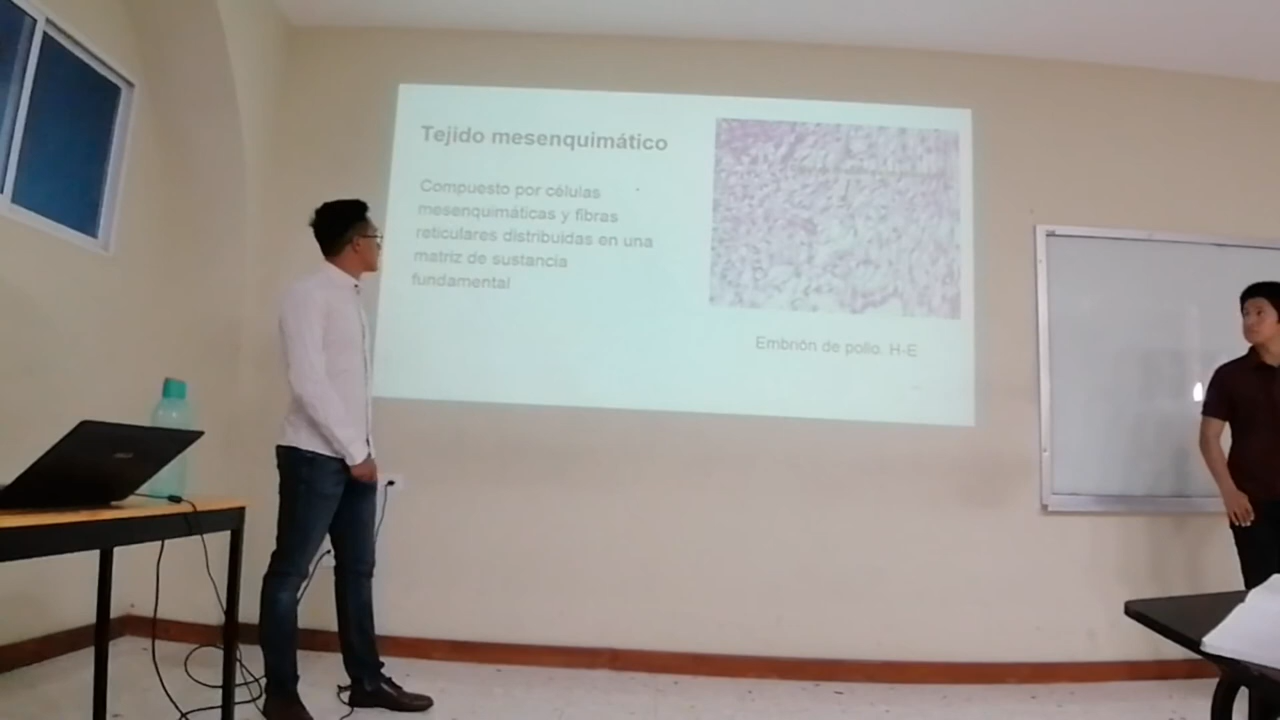 Tejido mesenquimático
Compuesto por células
mesenquimáticas y fibras
reticulares distribuidas en una
matriz de sustancia
fundamental
Embrión de pollo. H-E